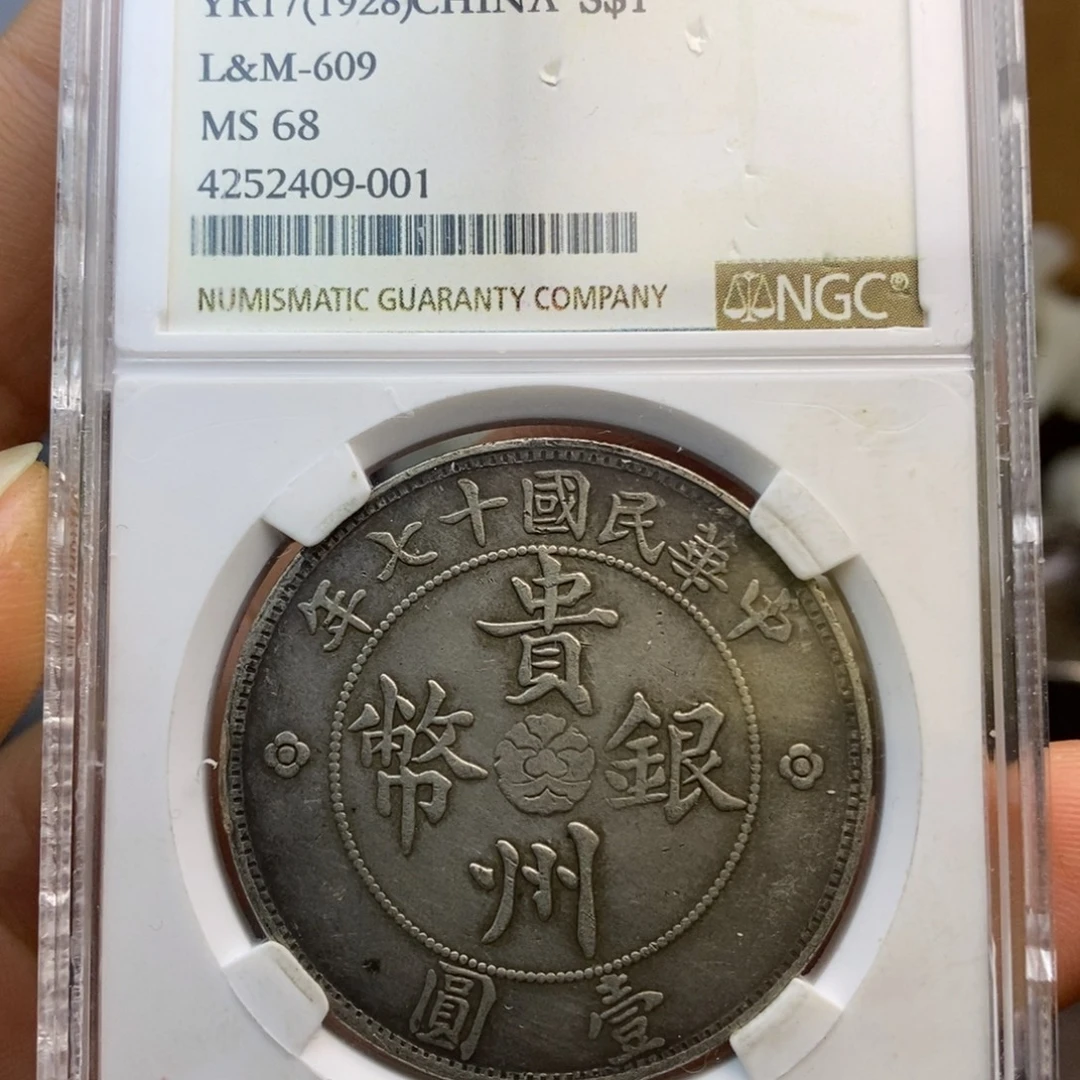 YR17(1928)CHINA S$1
L&M-609
MS 68
4252409-001
NUMISMATIC GUARANTY COMPANY
NGC®
中華民國十七年
貴州銀幣
壹圓